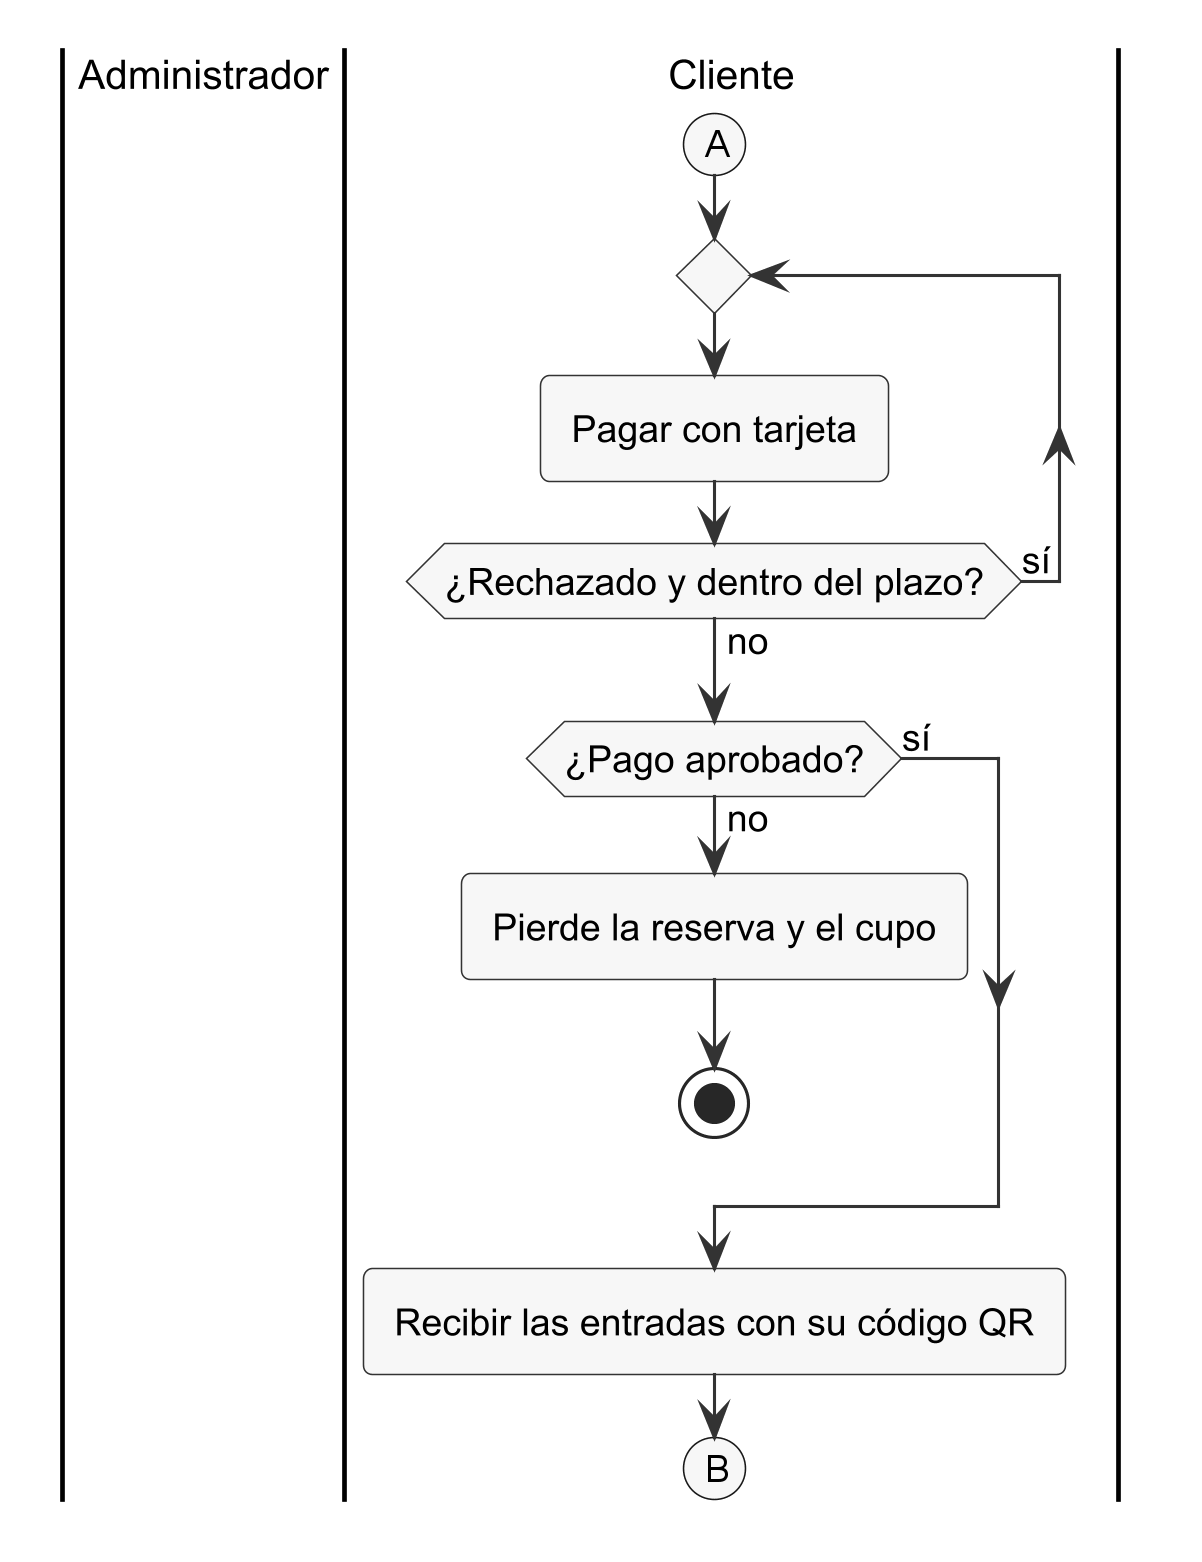 Administrador
Cliente
A
Pagar con tarjeta
¿Rechazado y dentro del plazo?
sí
no
¿Pago aprobado?
sí
no
Pierde la reserva y el cupo
Recibir las entradas con su código QR
B